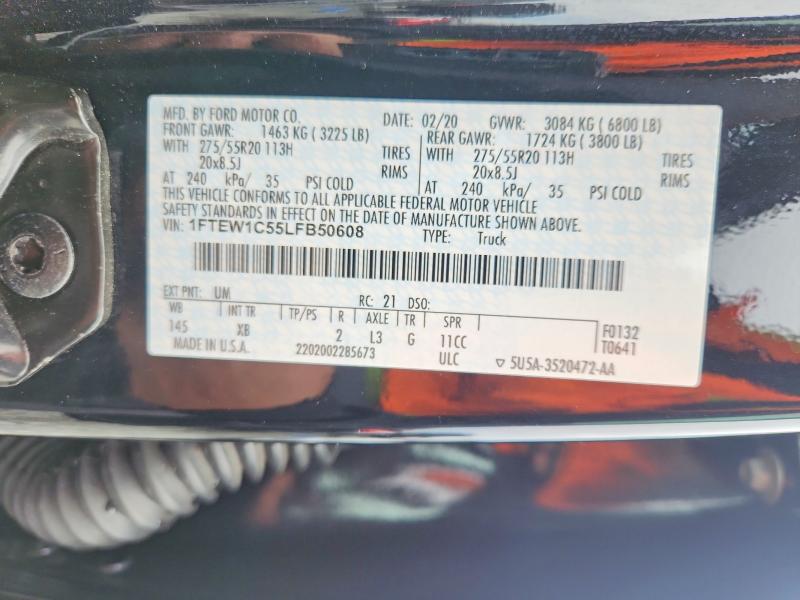 MFD. BY FORD MOTOR CO. DATE: 02/20 GVWR: 3084 KG ( 6800 LB)
FRONT GAWR: 1463 KG ( 3225 LB) REAR GAWR: 1724 KG ( 3800 LB)
WITH 275/55R20 113H TIRES WITH 275/55R20 113H TIRES
20x8.5J RIMS 20x8.5J RIMS
AT 240 kPa/ 35 PSI COLD AT 240 kPa/ 35 PSI COLD
THIS VEHICLE CONFORMS TO ALL APPLICABLE FEDERAL MOTOR VEHICLE
SAFETY STANDARDS IN EFFECT ON THE DATE OF MANUFACTURE SHOWN ABOVE.
VIN: 1FTEW1C55LFB50608 TYPE: Truck
EXT PNT: UM RC: 21 DSO:
WB INT TR TP/PS R AXLE TR SPR F0132
145 XB 2 L3 G 11CC T0641
MADE IN U.S.A. 2202002285673 ULC ▽ 5U5A-3520472-AA